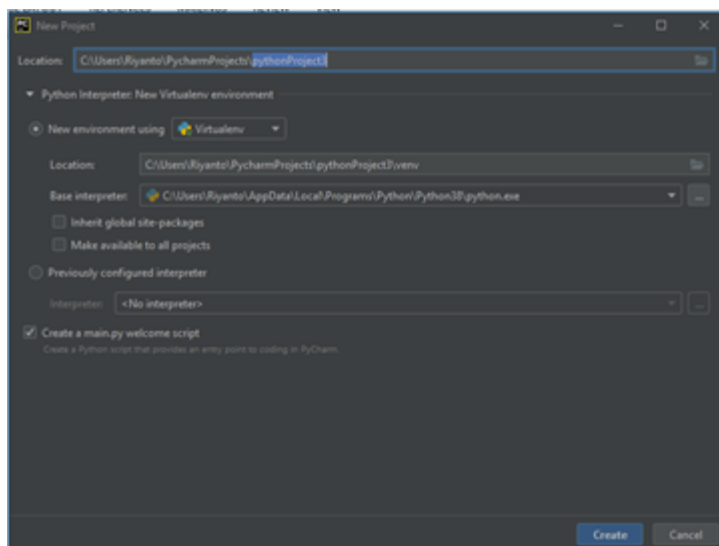 PC New Project
Location: C:\Users\Riyanto\PycharmProjects\pythonProject3
Python Interpreter: New Virtualenv environment
New environment using Virtualenv
Location: C:\Users\Riyanto\PycharmProjects\pythonProject3\venv
Base interpreter: C:\Users\Riyanto\AppData\Local\Programs\Python\Python38\python.exe ...
Inherit global site-packages
Make available to all projects
Previously configured interpreter
Interpreter: <No interpreter> ...
Create a main.py welcome script
Create a Python script that provides an entry point to coding in PyCharm.
Create Cancel